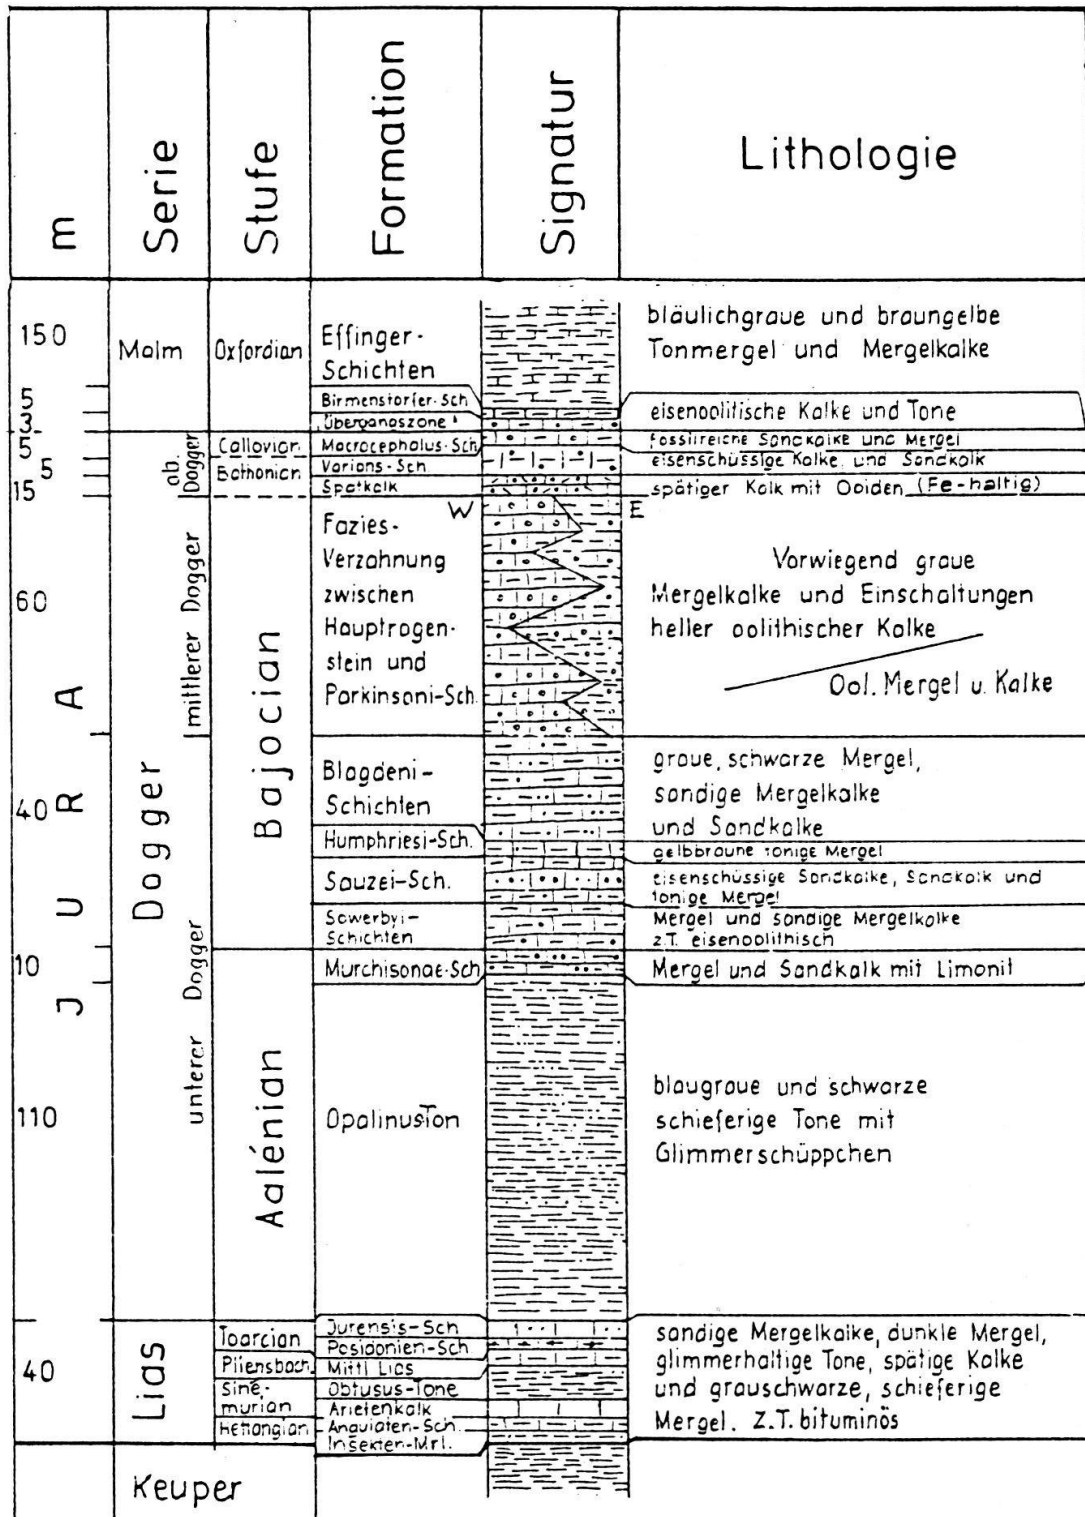 m
Serie
Stufe
Formation
Signatur
Lithologie
JURA
150
Malm
Oxfordian
Effinger-
Schichten
bläulichgraue und braungelbe
Tonmergel und Mergelkalke
5
Birmenstorfer-Sch
3
Übergangszone
eisenoolitische Kalke und Tone
Dogger
ob.
Dogger
5
Callovian
Macrocephalus-Sch
fossilreiche Sandkalke und Mergel
5
Bathonian
Varians-Sch
eisenschüssige Kalke und Sandkalk
15
Spatkalk
spätiger Kalk mit Ooiden (Fe-haltig)
mittlerer Dogger
Bajocian
W
E
60
Fazies-
Verzahnung
zwischen
Hauptrogen-
stein und
Parkinsoni-Sch.
Vorwiegend graue
Mergelkalke und Einschaltungen
heller oolithischer Kalke
Ool. Mergel u. Kalke
unterer Dogger
40
Blagdeni-
Schichten
graue, schwarze Mergel,
sandige Mergelkalke
und Sandkalke
Humphriesi-Sch.
gelbbraune tonige Mergel
Sauzei-Sch.
eisenschüssige Sandkalke, Sandkalk und
tonige Mergel
Sowerbyi-
Schichten
Mergel und sandige Mergelkalke
z.T. eisenoolithisch
Aalénian
10
Murchisonae-Sch
Mergel und Sandkalk mit Limonit
110
OpalinusTon
blaugraue und schwarze
schieferige Tone mit
Glimmerschüppchen
40
Lias
Toarcian
Jurensis-Sch
Posidonien-Sch
Pliensbach.
Mittl Lias
Sine-
murian
Obtusus-Tone
Arietenkalk
Hettangian
Angulaten-Sch.
Insekten-Mrl.
sandige Mergelkalke, dunkle Mergel,
glimmerhaltige Tone, spätige Kalke
und grauschwarze, schieferige
Mergel. z.T. bituminös
Keuper